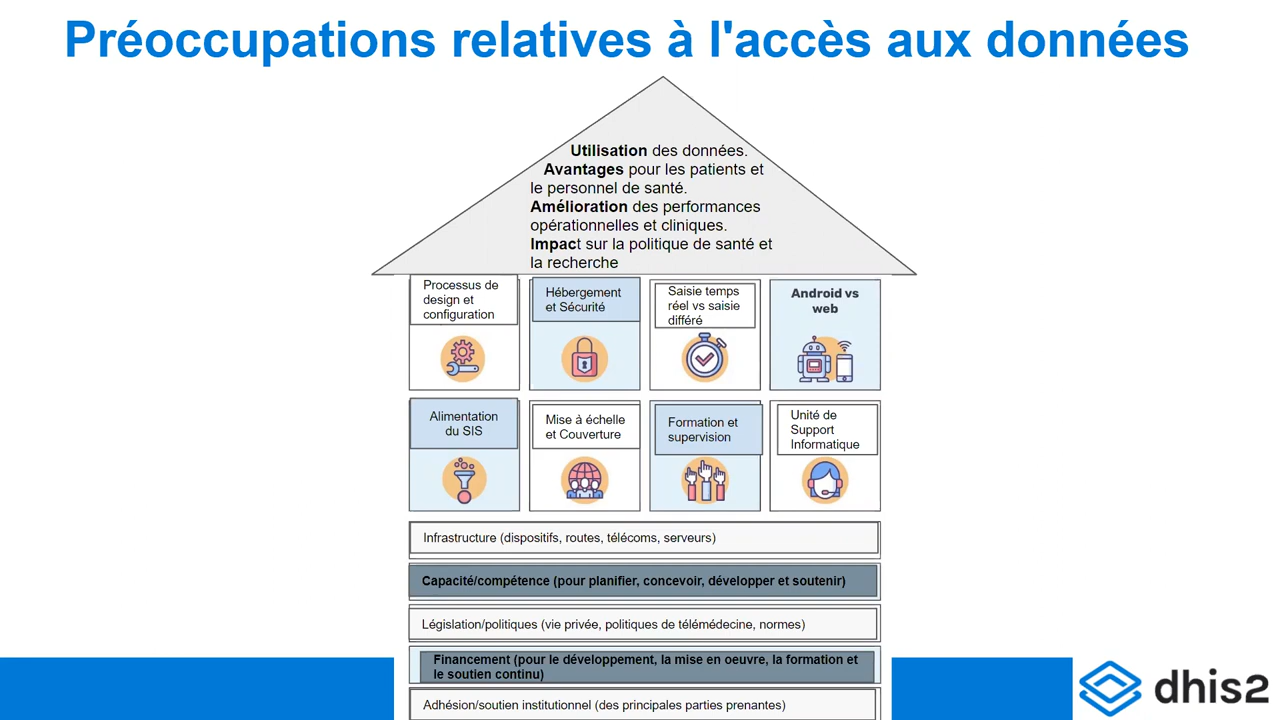 Préoccupations relatives à l'accès aux données
Utilisation des données.
Avantages pour les patients et
le personnel de santé.
Amélioration des performances
opérationnelles et cliniques.
Impact sur la politique de santé et
la recherche
Processus de
design et
configuration
Hébergement
et Sécurité
Saisie temps
réel vs saisie
différé
Android vs
web
Alimentation
du SIS
Mise à échelle
et Couverture
Formation et
supervision
Unité de
Support
Informatique
Infrastructure (dispositifs, routes, télécoms, serveurs)
Capacité/compétence (pour planifier, concevoir, développer et soutenir)
Législation/politiques (vie privée, politiques de télémédecine, normes)
Financement (pour le développement, la mise en oeuvre, la formation et
le soutien continu)
Adhésion/soutien institutionnel (des principales parties prenantes)
dhis2